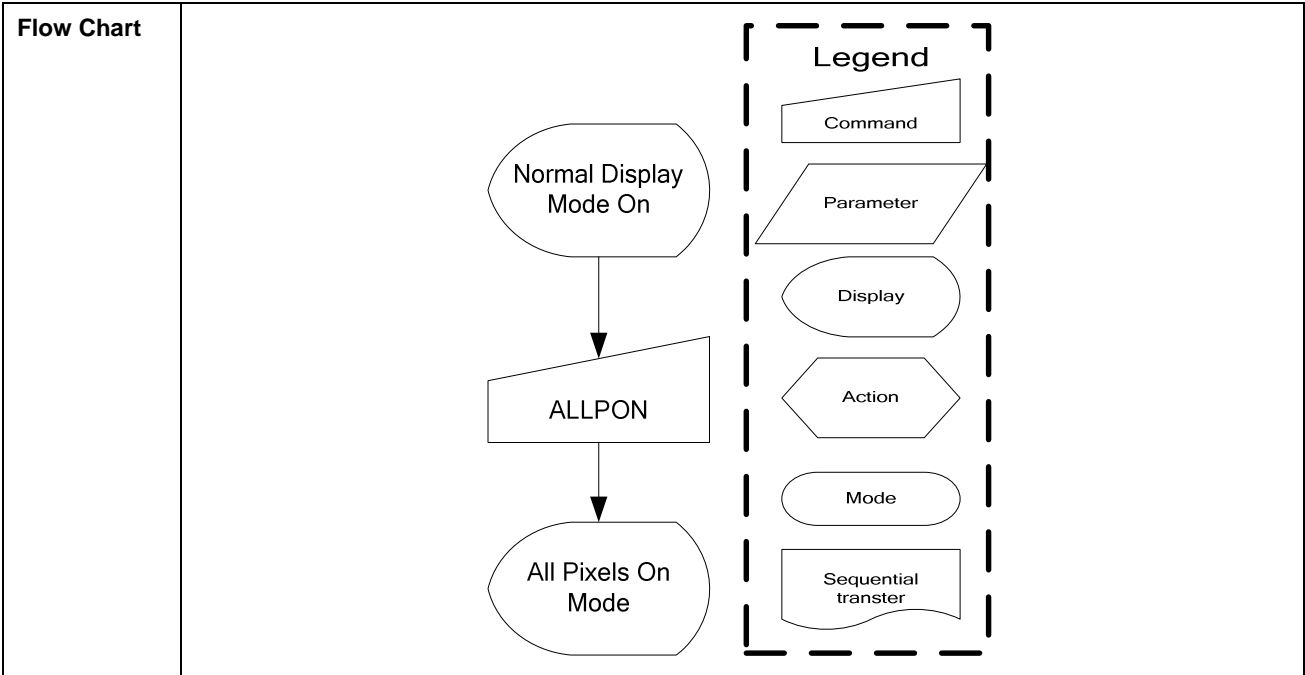 Flow Chart
Normal Display
Mode On
ALLPON
All Pixels On
Mode
Legend
Command
Parameter
Display
Action
Mode
Sequential
transter